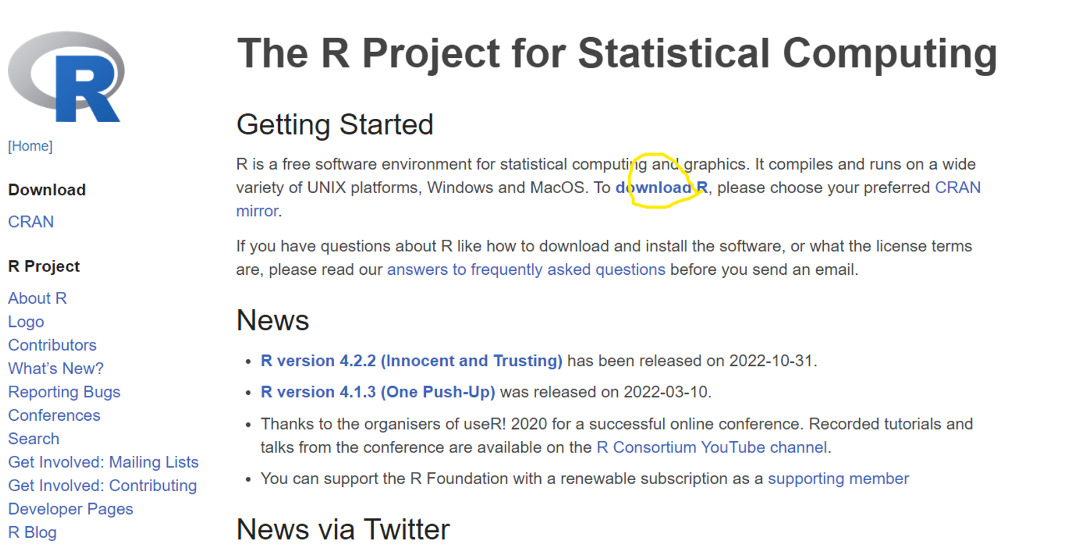 R
The R Project for Statistical Computing
[Home]
Download
CRAN
R Project
About R
Logo
Contributors
What's New?
Reporting Bugs
Conferences
Search
Get Involved: Mailing Lists
Get Involved: Contributing
Developer Pages
R Blog
Getting Started
R is a free software environment for statistical computing and graphics. It compiles and runs on a wide
variety of UNIX platforms, Windows and MacOS. To download R, please choose your preferred CRAN
mirror.
If you have questions about R like how to download and install the software, or what the license terms
are, please read our answers to frequently asked questions before you send an email.
News
• R version 4.2.2 (Innocent and Trusting) has been released on 2022-10-31.
• R version 4.1.3 (One Push-Up) was released on 2022-03-10.
• Thanks to the organisers of useR! 2020 for a successful online conference. Recorded tutorials and
talks from the conference are available on the R Consortium YouTube channel.
• You can support the R Foundation with a renewable subscription as a supporting member
News via Twitter